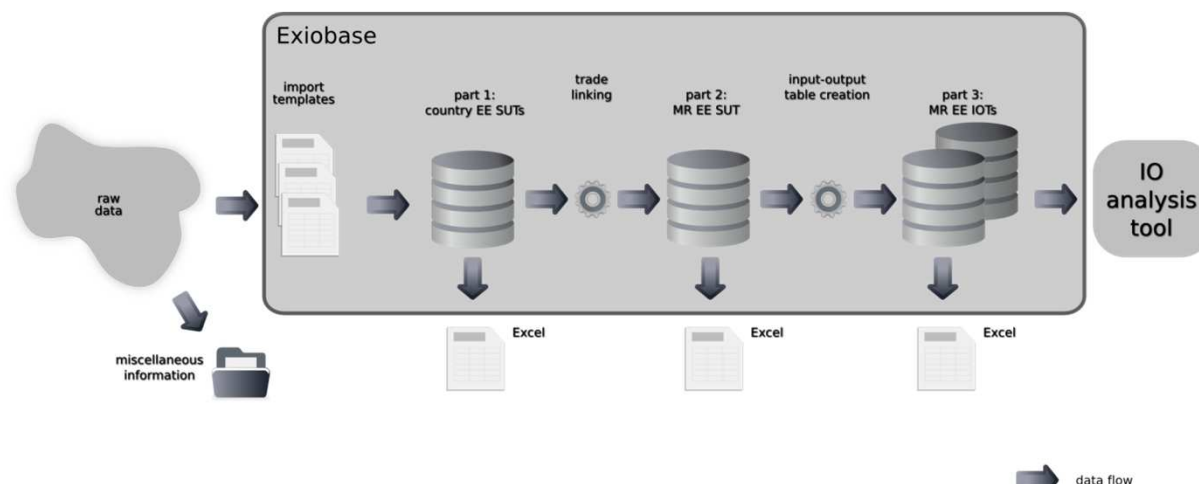 Exiobase
import
templates
part 1:
country EE SUTs
trade
linking
part 2:
MR EE SUT
input-output
table creation
part 3:
MR EE IOTs
raw
data
IO
analysis
tool
miscellaneous
information
Excel
Excel
Excel
data flow